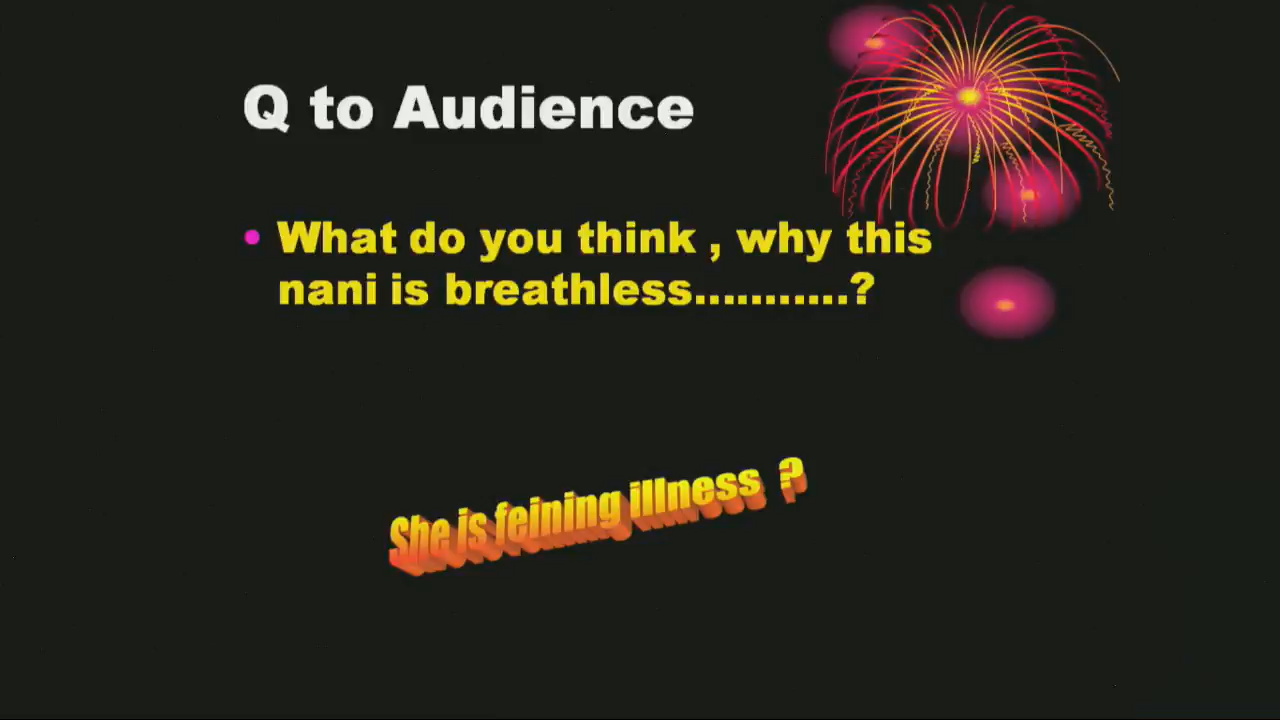 Q to Audience
• What do you think , why this
nani is breathless...........?
She is feining illness ?